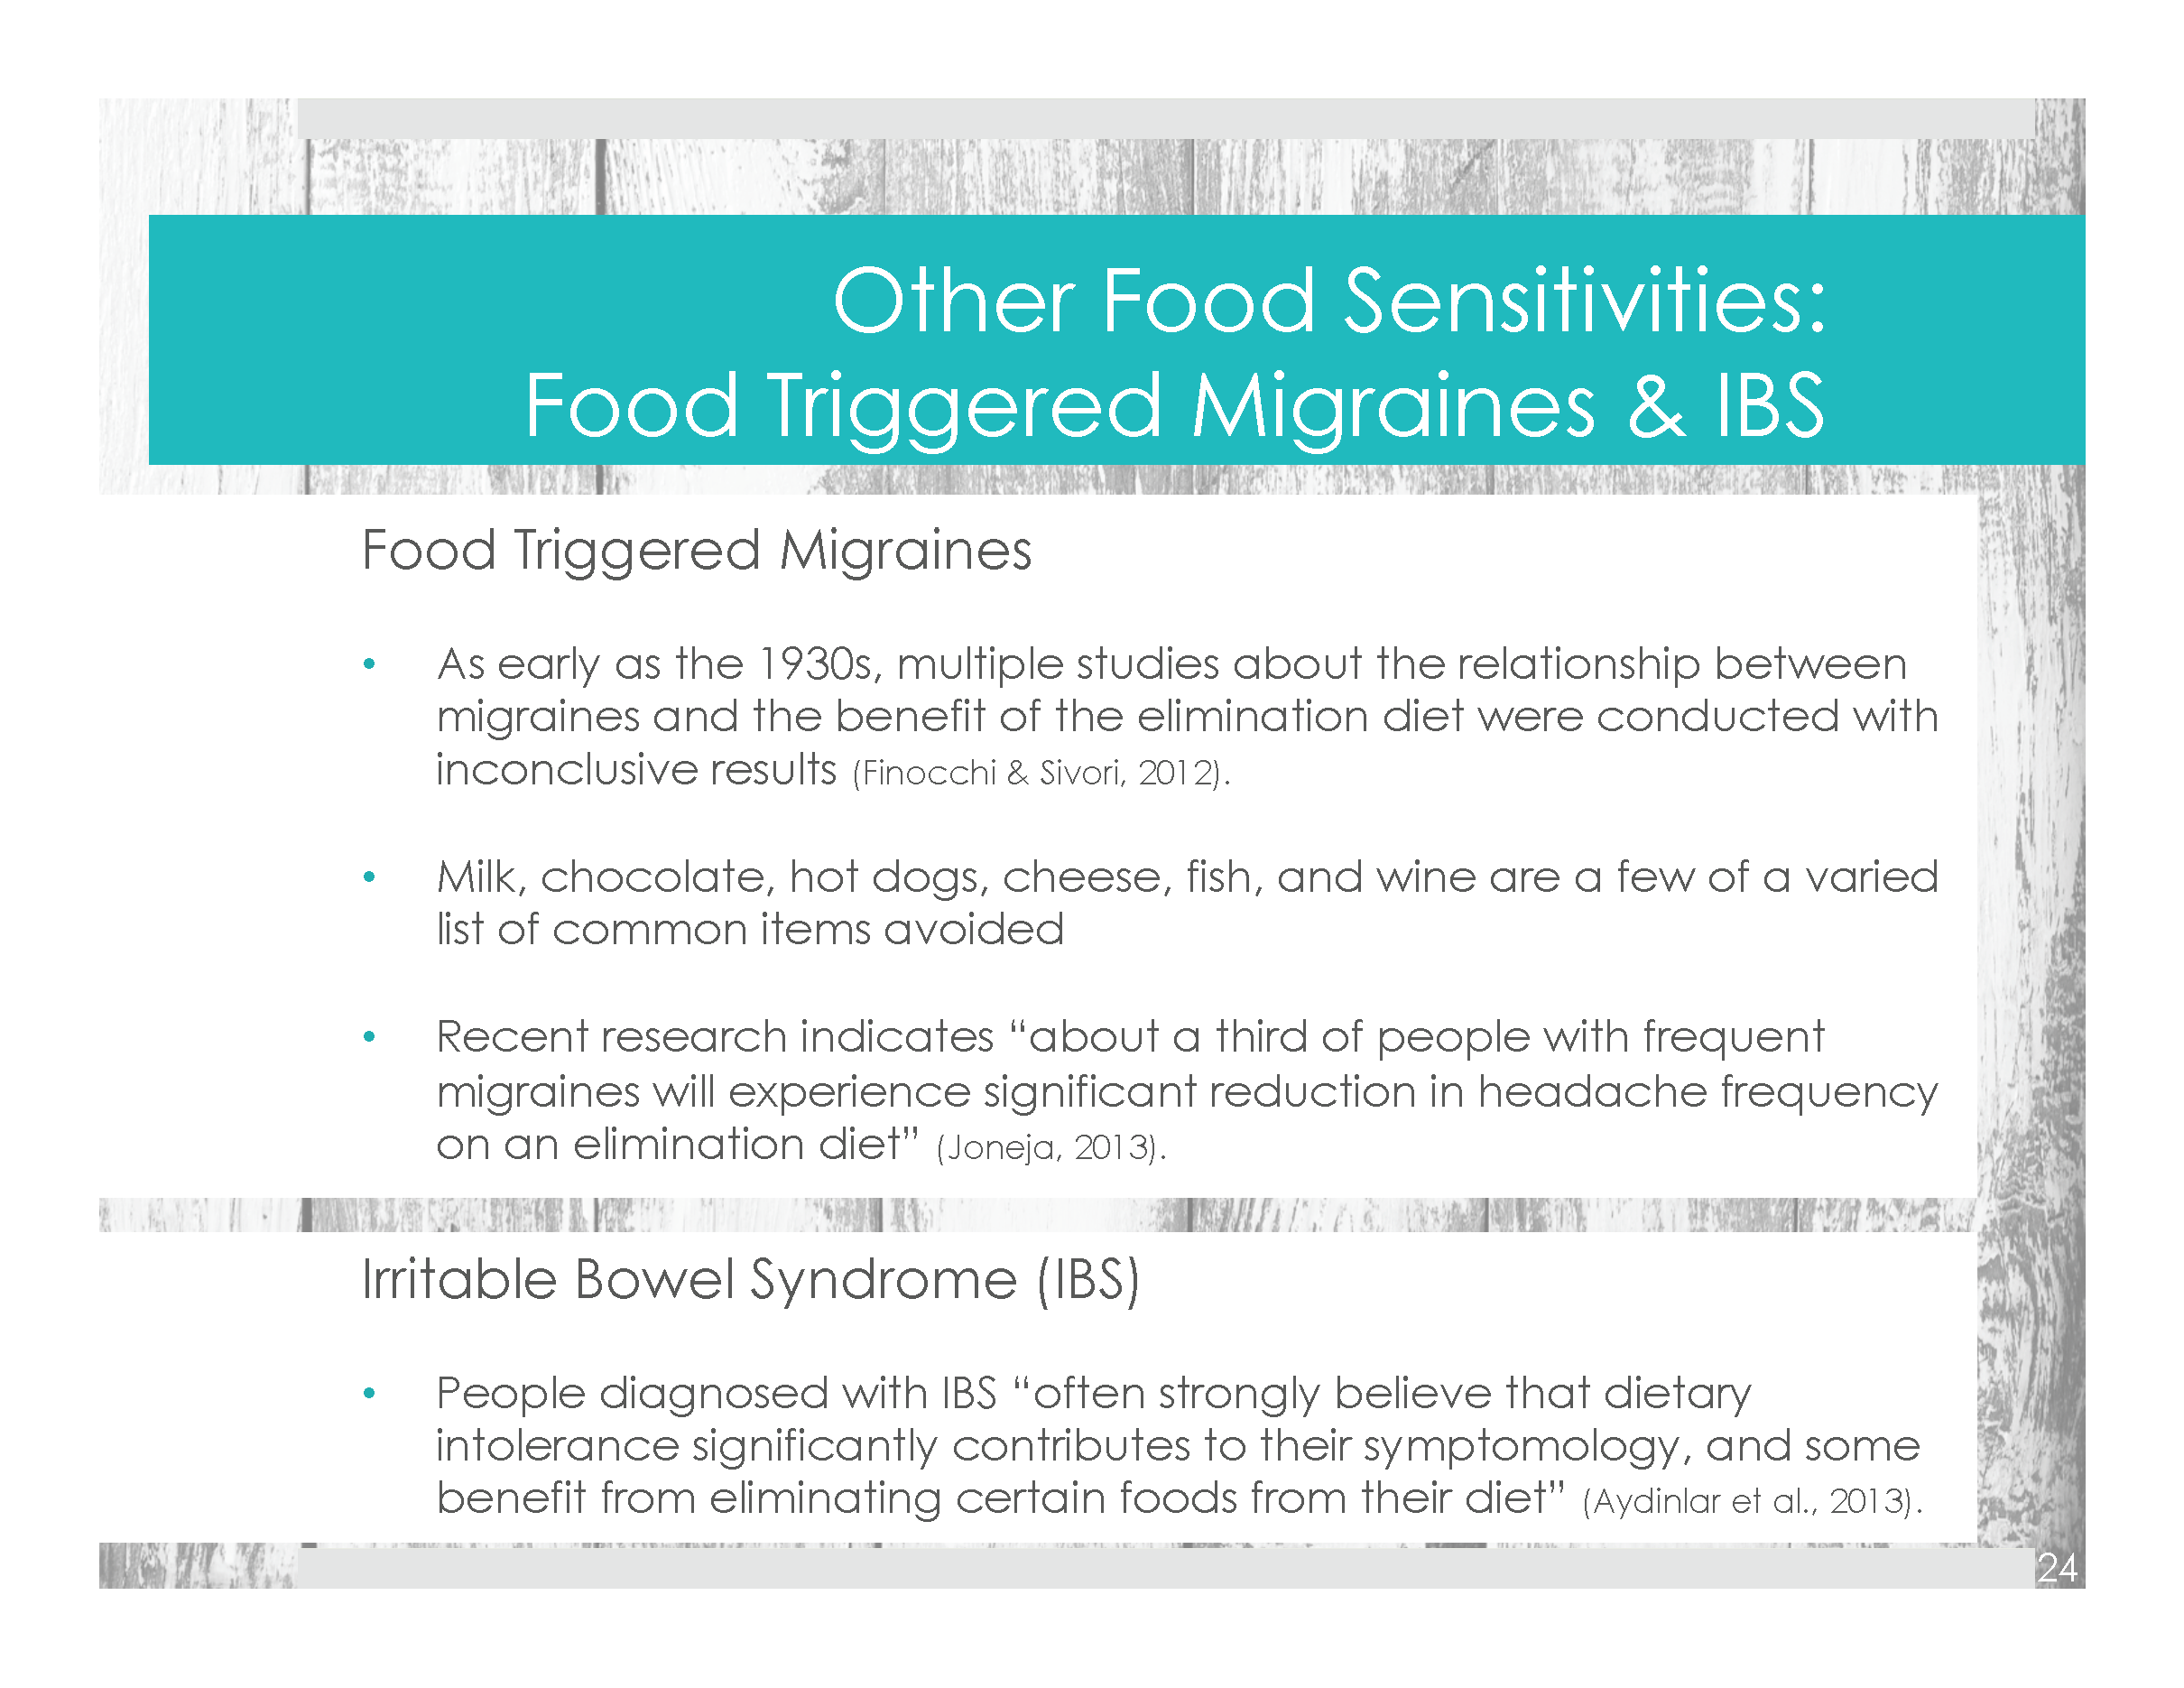 Other Food Sensitivities:
Food Triggered Migraines & IBS
Food Triggered Migraines
• As early as the 1930s, multiple studies about the relationship between
migraines and the benefit of the elimination diet were conducted with
inconclusive results (Finocchi & Sivori, 2012).
• Milk, chocolate, hot dogs, cheese, fish, and wine are a few of a varied
list of common items avoided
• Recent research indicates “about a third of people with frequent
migraines will experience significant reduction in headache frequency
on an elimination diet” (Joneja, 2013).
Irritable Bowel Syndrome (IBS)
• People diagnosed with IBS “often strongly believe that dietary
intolerance significantly contributes to their symptomology, and some
benefit from eliminating certain foods from their diet” (Aydinlar et al., 2013).
24